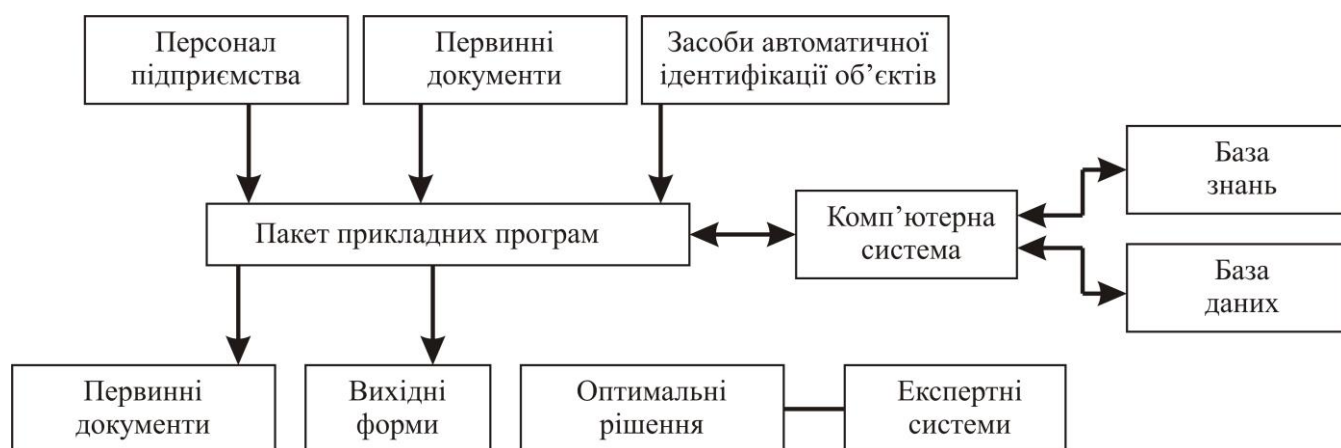 Персонал
підприємства
Первинні
документи
Засоби автоматичної
ідентифікації об’єктів
База
знань
Пакет прикладних програм
Комп’ютерна
система
База
даних
Первинні
документи
Вихідні
форми
Оптимальні
рішення
Експертні
системи